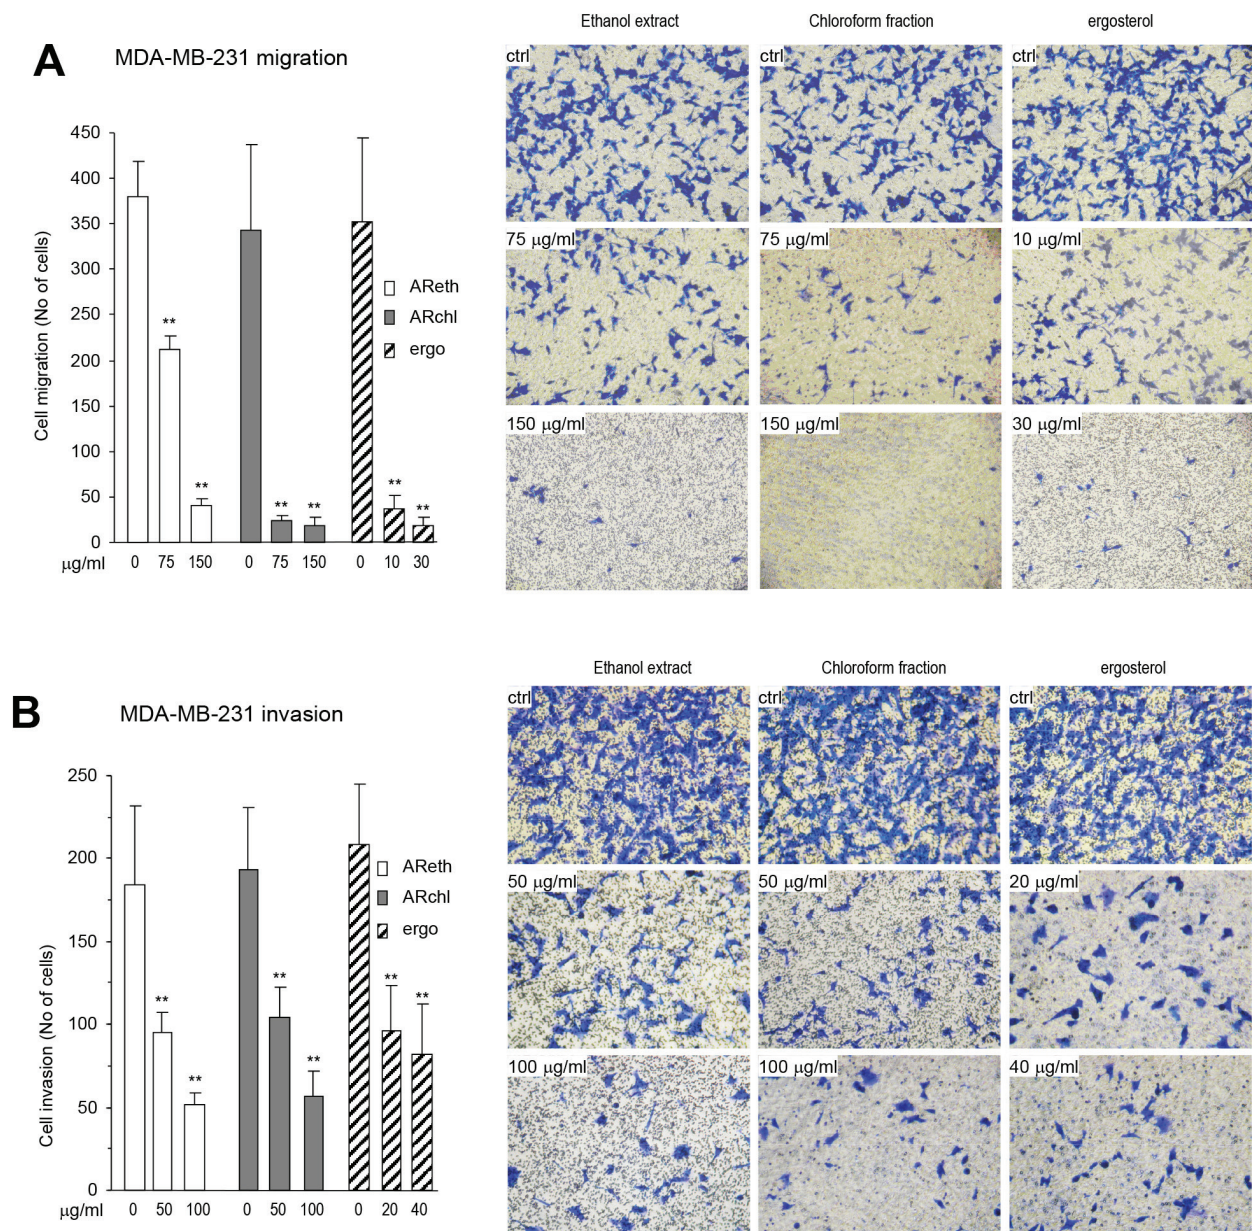 A
MDA-MB-231 migration
Cell migration (No of cells)
450
400
350
300
250
200
150
100
50
0
**
**
**
**
**
**
AReth
ARchl
ergo
μg/ml
0 75 150 0 75 150 0 10 30
Ethanol extract Chloroform fraction ergosterol
ctrl ctrl ctrl
75 μg/ml 75 μg/ml 10 μg/ml
150 μg/ml 150 μg/ml 30 μg/ml
B
MDA-MB-231 invasion
Cell invasion (No of cells)
250
200
150
100
50
0
**
**
**
**
**
**
AReth
ARchl
ergo
μg/ml
0 50 100 0 50 100 0 20 40
Ethanol extract Chloroform fraction ergosterol
ctrl ctrl ctrl
50 μg/ml 50 μg/ml 20 μg/ml
100 μg/ml 100 μg/ml 40 μg/ml